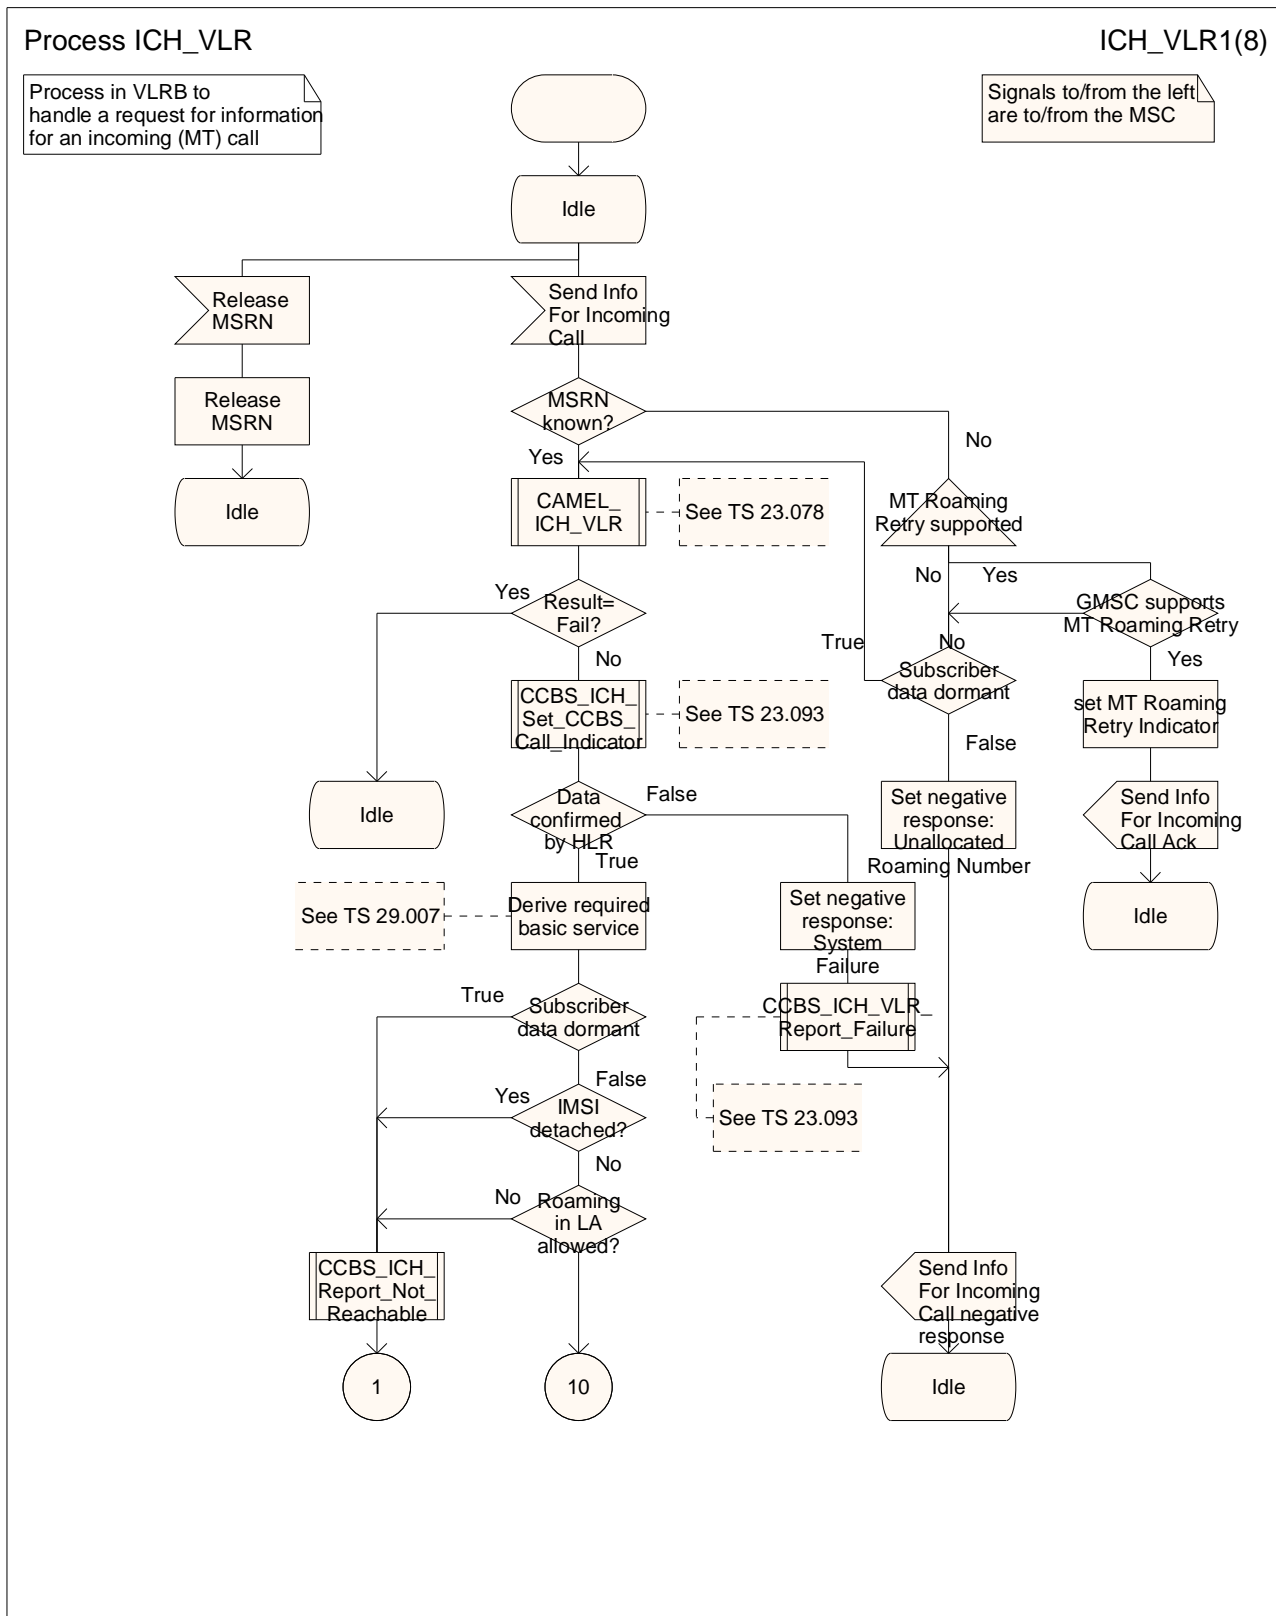 Process ICH_VLR
ICH_VLR1(8)
Process in VLRB to
handle a request for information
for an incoming (MT) call
Signals to/from the left
are to/from the MSC
Idle
Release
MSRN
Send Info
For Incoming
Call
Release
MSRN
MSRN
known?
No
Yes
Idle
CAMEL_
ICH_VLR
See TS 23.078
MT Roaming
Retry supported
No
Yes
Yes
Result=
Fail?
GMSC supports
MT Roaming Retry
True
No
No
Yes
CCBS_ICH_
Set_CCBS_
Call_Indicator
See TS 23.093
Subscriber
data dormant
set MT Roaming
Retry Indicator
False
Idle
Data
confirmed
by HLR
False
True
Set negative
response:
Unallocated
Roaming Number
Send Info
For Incoming
Call Ack
See TS 29.007
Derive required
basic service
Set negative
response:
System
Failure
Idle
True
Subscriber
data dormant
CCBS_ICH_VLR_
Report_Failure
False
Yes
IMSI
detached?
See TS 23.093
No
No
Roaming
in LA
allowed?
CCBS_ICH_
Report_Not_
Reachable
Send Info
For Incoming
Call negative
response
1
10
Idle